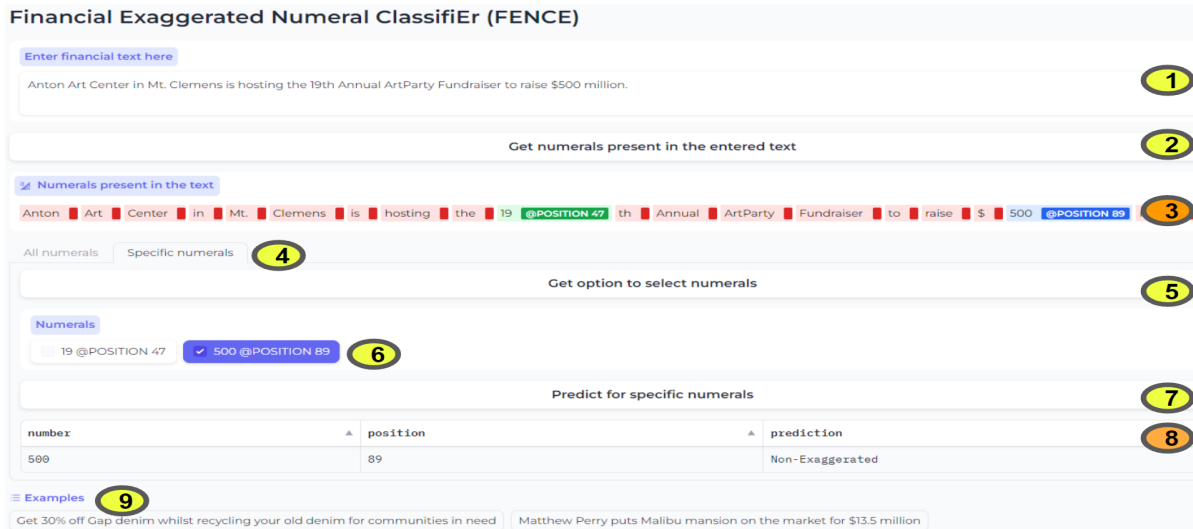 Financial Exaggerated Numeral ClassifiEr (FENCE)
Enter financial text here
Anton Art Center in Mt. Clemens is hosting the 19th Annual ArtParty Fundraiser to raise $500 million.
1
Get numerals present in the entered text
2
Numerals present in the text
Anton Art Center in Mt. Clemens is hosting the 19 @POSITION 47 th Annual ArtParty Fundraiser to raise $ 500 @POSITION 89
3
All numerals Specific numerals
4
Get option to select numerals
5
Numerals
19 @POSITION 47 500 @POSITION 89
6
Predict for specific numerals
7
number position prediction
8
500 89 Non-Exaggerated
Examples
9
Get 30% off Gap denim whilst recycling your old denim for communities in need Matthew Perry puts Malibu mansion on the market for $13.5 million